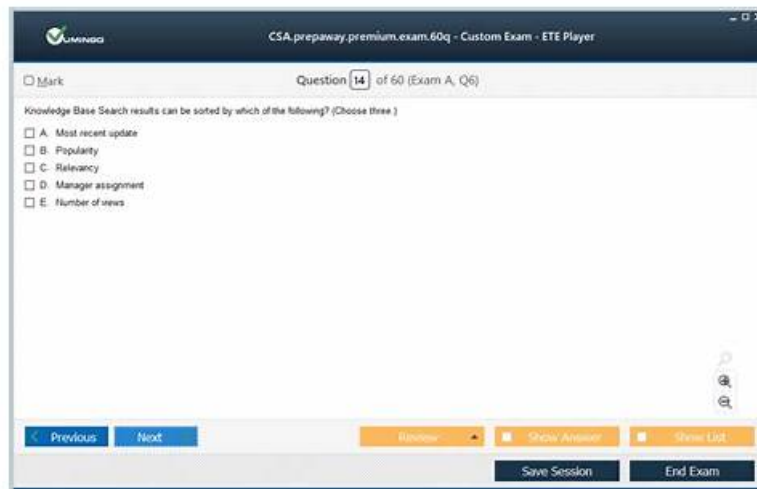 VUMINGO
CSA.prepaway.premium.exam.60q - Custom Exam - ETE Player
Mark
Question 14 of 60 (Exam A, Q6)
Knowledge Base Search results can be sorted by which of the following? (Choose three.)
A. Most recent update
B. Popularity
C. Relevancy
D. Manager assignment
E. Number of views
Previous
Next
Review
Show Answer
Show List
Save Session
End Exam